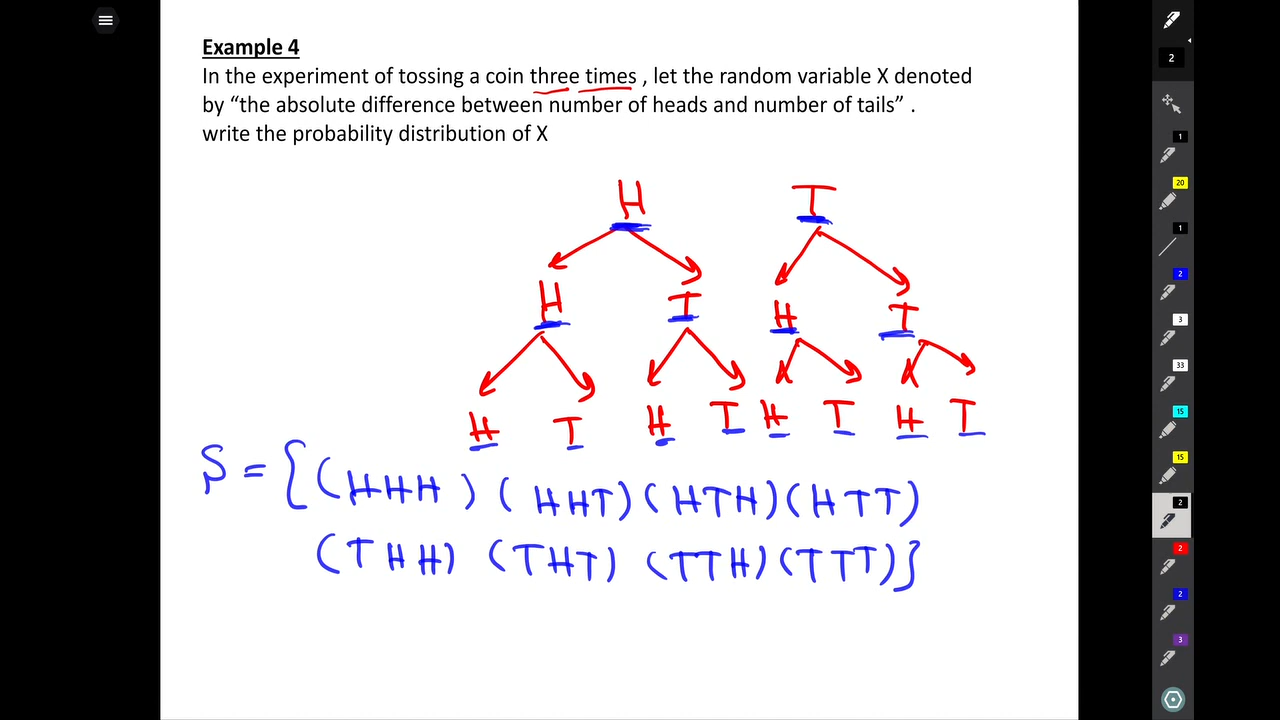 Example 4
In the experiment of tossing a coin three times , let the random variable X denoted
by “the absolute difference between number of heads and number of tails” .
write the probability distribution of X
H T
H T H T
H T H T H T H T
S = {(HHH) (HHT) (HTH) (HTT)
(THH) (THT) (TTH) (TTT)}
2
1
20
1
2
3
33
15
15
2
2
2
3